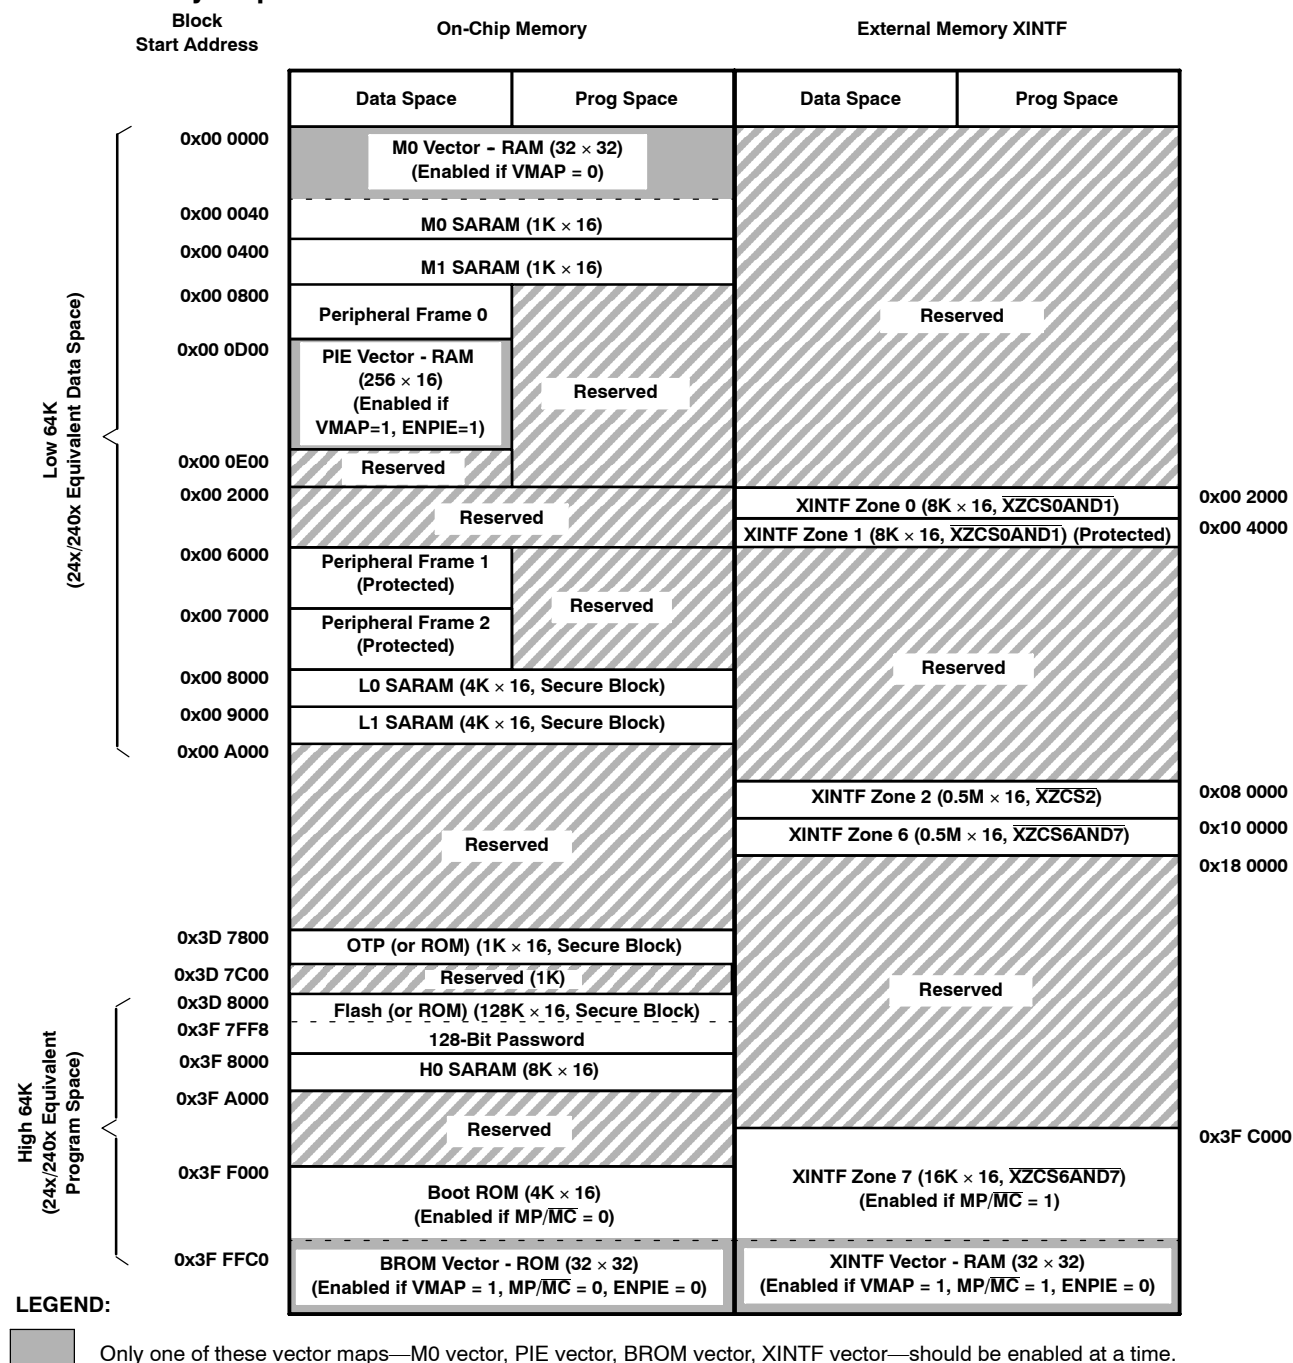 Block
Start Address
On-Chip Memory
External Memory XINTF
Data Space
Prog Space
Data Space
Prog Space
0x00 0000
M0 Vector – RAM (32 × 32)
(Enabled if VMAP = 0)
0x00 0040
M0 SARAM (1K × 16)
0x00 0400
M1 SARAM (1K × 16)
0x00 0800
Peripheral Frame 0
0x00 0D00
PIE Vector - RAM
(256 × 16)
(Enabled if
VMAP=1, ENPIE=1)
Reserved
Reserved
0x00 0E00
Reserved
Low 64K
(24x/240x Equivalent Data Space)
0x00 2000
Reserved
XINTF Zone 0 (8K × 16, XZCS0AND1)
0x00 2000
XINTF Zone 1 (8K × 16, XZCS0AND1) (Protected)
0x00 4000
0x00 6000
Peripheral Frame 1
(Protected)
Reserved
0x00 7000
Peripheral Frame 2
(Protected)
Reserved
0x00 8000
L0 SARAM (4K × 16, Secure Block)
0x00 9000
L1 SARAM (4K × 16, Secure Block)
0x00 A000
Reserved
XINTF Zone 2 (0.5M × 16, XZCS2)
0x08 0000
XINTF Zone 6 (0.5M × 16, XZCS6AND7)
0x10 0000
0x18 0000
0x3D 7800
OTP (or ROM) (1K × 16, Secure Block)
0x3D 7C00
Reserved (1K)
Reserved
0x3D 8000
Flash (or ROM) (128K × 16, Secure Block)
0x3F 7FF8
128-Bit Password
0x3F 8000
H0 SARAM (8K × 16)
0x3F A000
Reserved
High 64K
(24x/240x Equivalent
Program Space)
0x3F C000
0x3F F000
Boot ROM (4K × 16)
(Enabled if MP/MC = 0)
XINTF Zone 7 (16K × 16, XZCS6AND7)
(Enabled if MP/MC = 1)
0x3F FFC0
BROM Vector - ROM (32 × 32)
(Enabled if VMAP = 1, MP/MC = 0, ENPIE = 0)
XINTF Vector - RAM (32 × 32)
(Enabled if VMAP = 1, MP/MC = 1, ENPIE = 0)
LEGEND:
Only one of these vector maps—M0 vector, PIE vector, BROM vector, XINTF vector—should be enabled at a time.